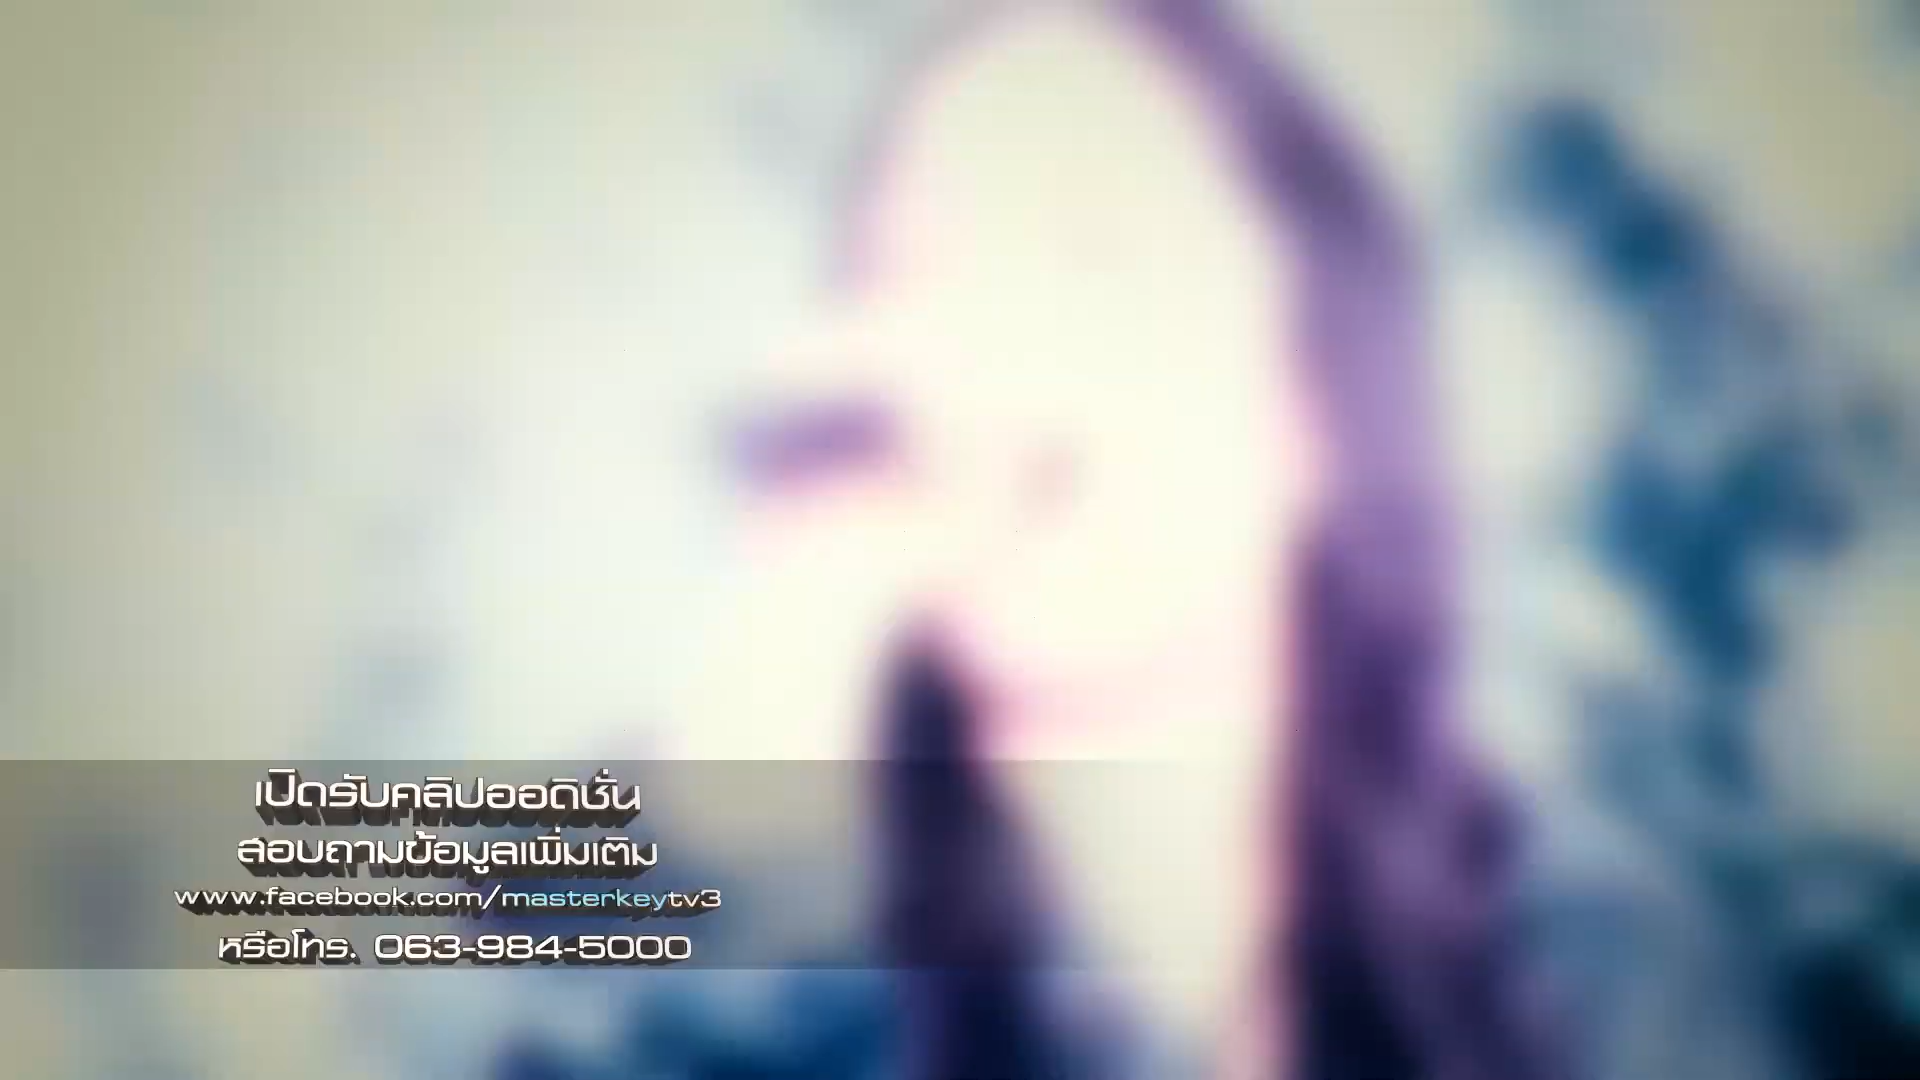 เปิดรับคลิปออดิชั่น
สอบถามข้อมูลเพิ่มเติม
www.facebook.com/masterkeytv3
หรือโทร. 063-984-5000